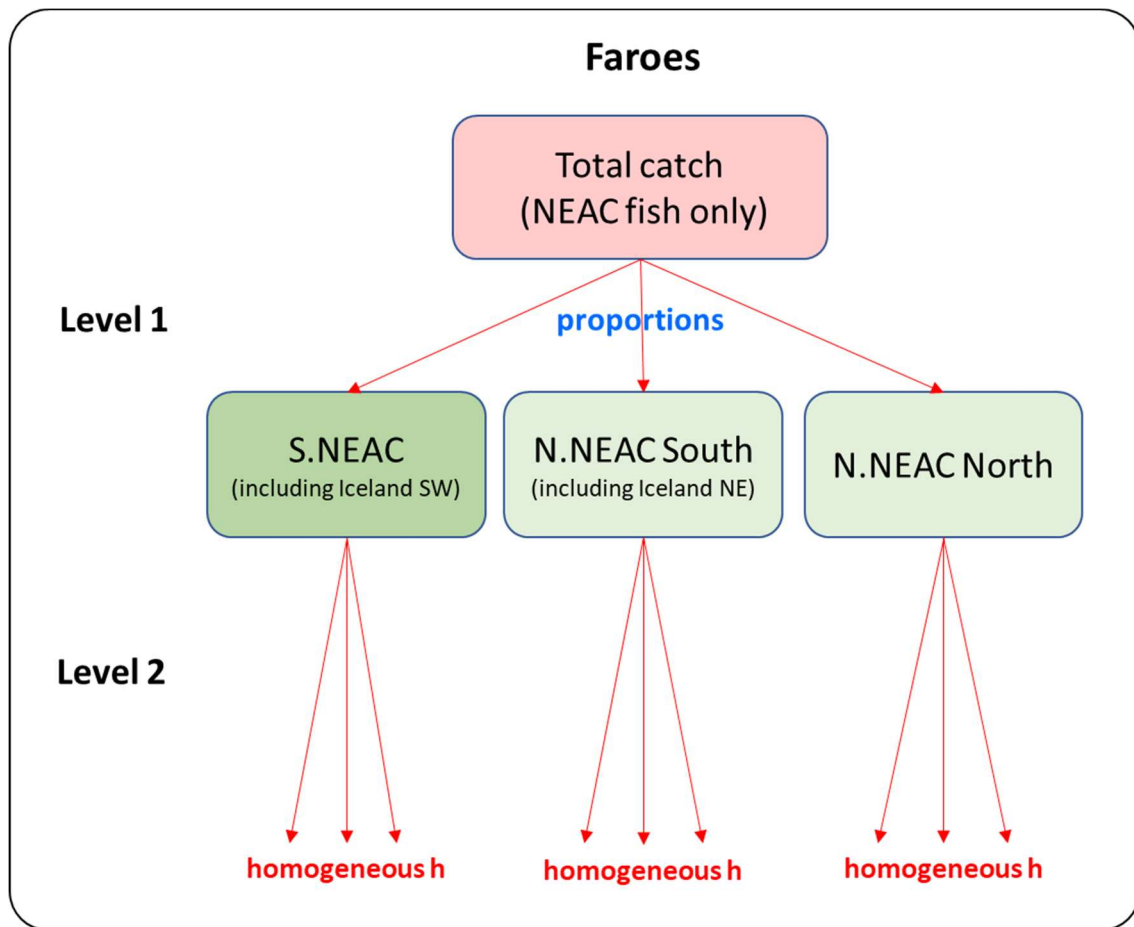 Faroes
Total catch
(NEAC fish only)
Level 1
proportions
S.NEAC
(including Iceland SW)
N.NEAC South
(including Iceland NE)
N.NEAC North
Level 2
homogeneous h
homogeneous h
homogeneous h